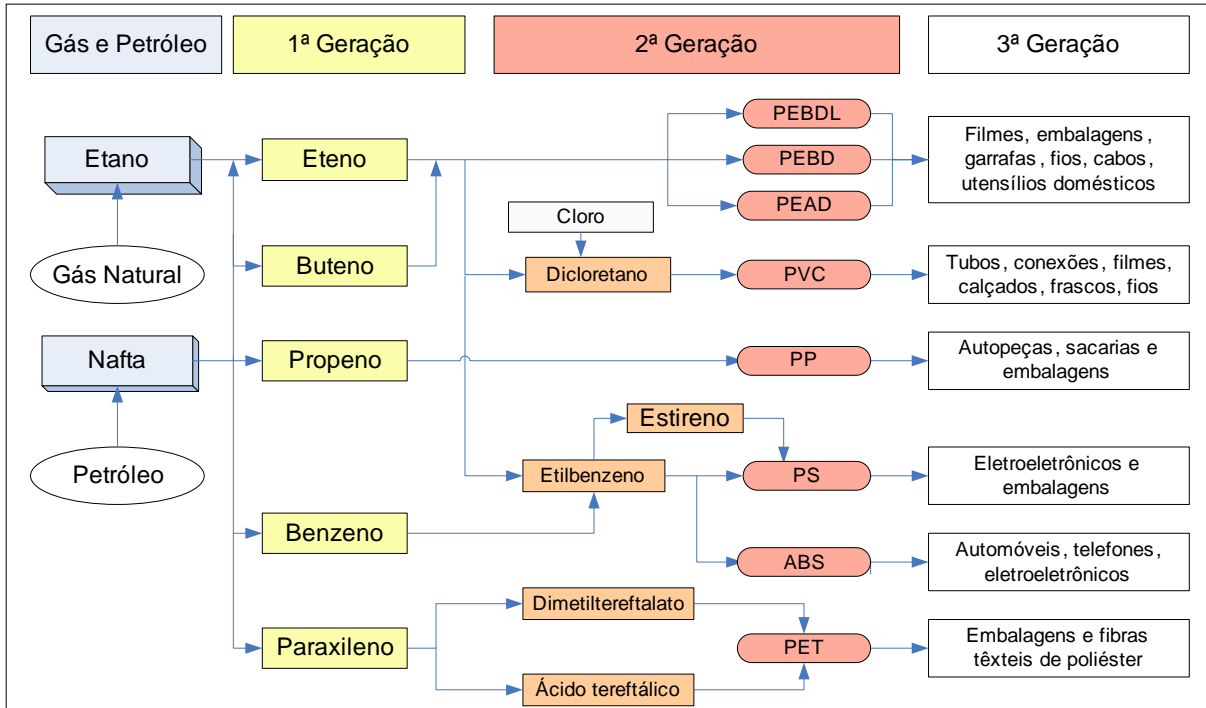 Gás e Petróleo
1ª Geração
2ª Geração
3ª Geração
PEBDL
Etano
Eteno
PEBD
Filmes, embalagens,
garrafas, fios, cabos,
utensílios domésticos
PEAD
Cloro
Gás Natural
Buteno
Dicloretano
PVC
Tubos, conexões, filmes,
calçados, frascos, fios
Nafta
Propeno
PP
Autopeças, sacarias e
embalagens
Estireno
Petróleo
Etilbenzeno
PS
Eletroeletrônicos e
embalagens
Benzeno
ABS
Automóveis, telefones,
eletroeletrônicos
Dimetiltereftalato
Paraxileno
PET
Embalagens e fibras
têxteis de poliéster
Ácido tereftálico